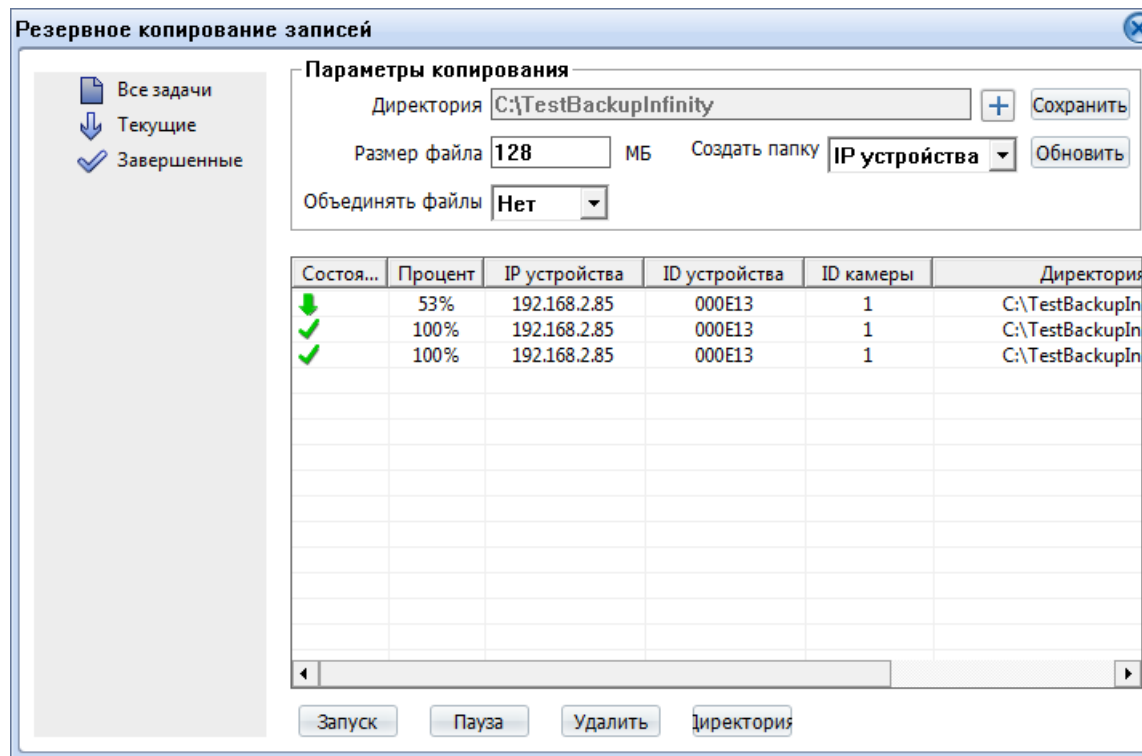 Резервное копирование записей
Все задачи
Текущие
Завершенные
Параметры копирования
Директория C:\TestBackupInfinity + Сохранить
Размер файла 128 МБ Создать папку IP устройства Обновить
Объединять файлы Нет
Состоя... Процент IP устройства ID устройства ID камеры Директория
53% 192.168.2.85 000E13 1 C:\TestBackupIn
100% 192.168.2.85 000E13 1 C:\TestBackupIn
100% 192.168.2.85 000E13 1 C:\TestBackupIn
Запуск Пауза Удалить Директория